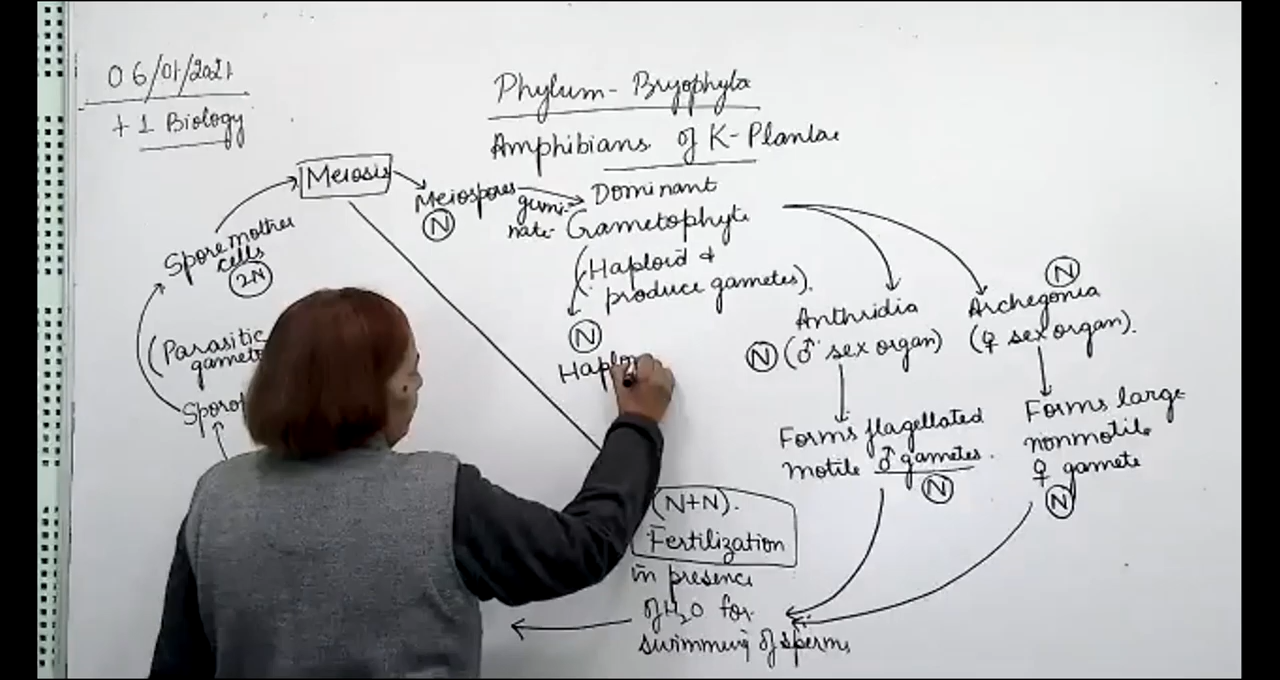 06/01/2021
+1 Biology
Phylum- Bryophyta
Amphibians of K-Plantae
Meiosis
Meiospores
N
germi-
nate-
Dominant
Gametophyte
(Haploid &
produce gametes).
N
Spore mother
cells
2N
(Parasitic
Anthridia
N (♂ sex organ)
N
Archegonia
(♀ sex organ).
Forms flagellated
motile ♂ gametes.
N
Forms large
nonmotile
♀ gamete
N
(N+N).
Fertilization
in presence
of H₂O for
swimming of sperms